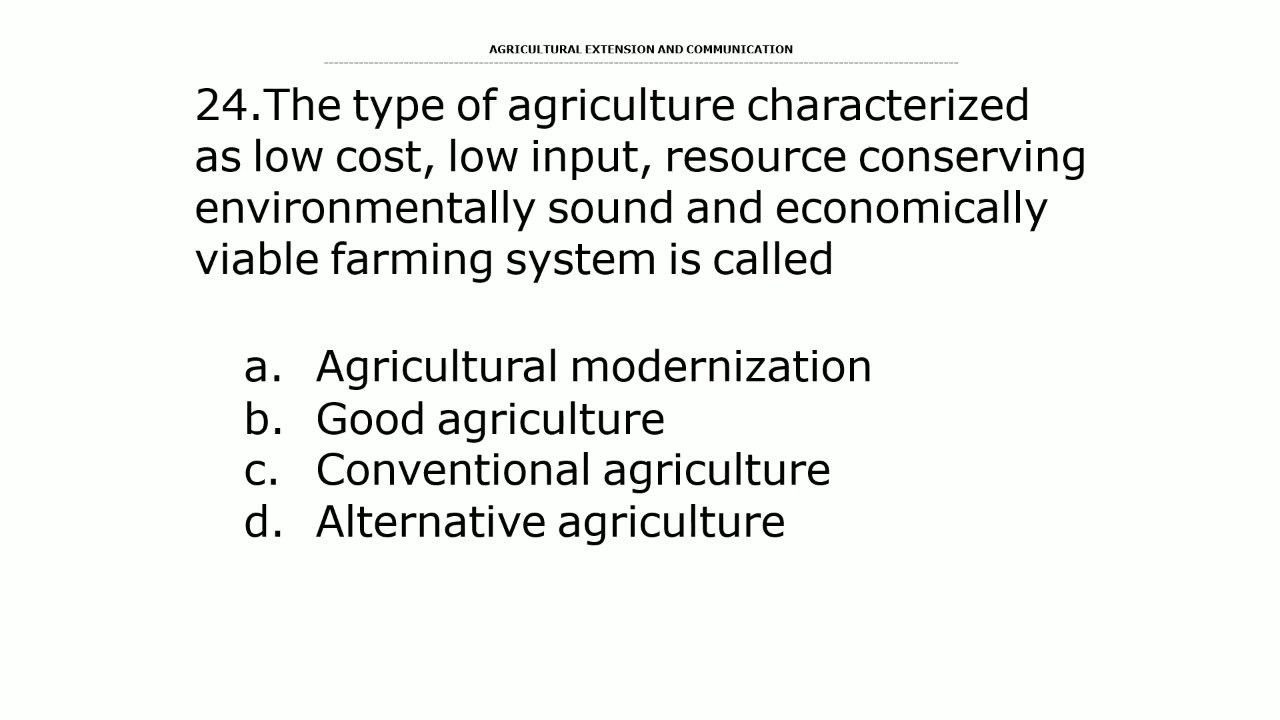 AGRICULTURAL EXTENSION AND COMMUNICATION
24.The type of agriculture characterized
as low cost, low input, resource conserving
environmentally sound and economically
viable farming system is called
a. Agricultural modernization
b. Good agriculture
c. Conventional agriculture
d. Alternative agriculture